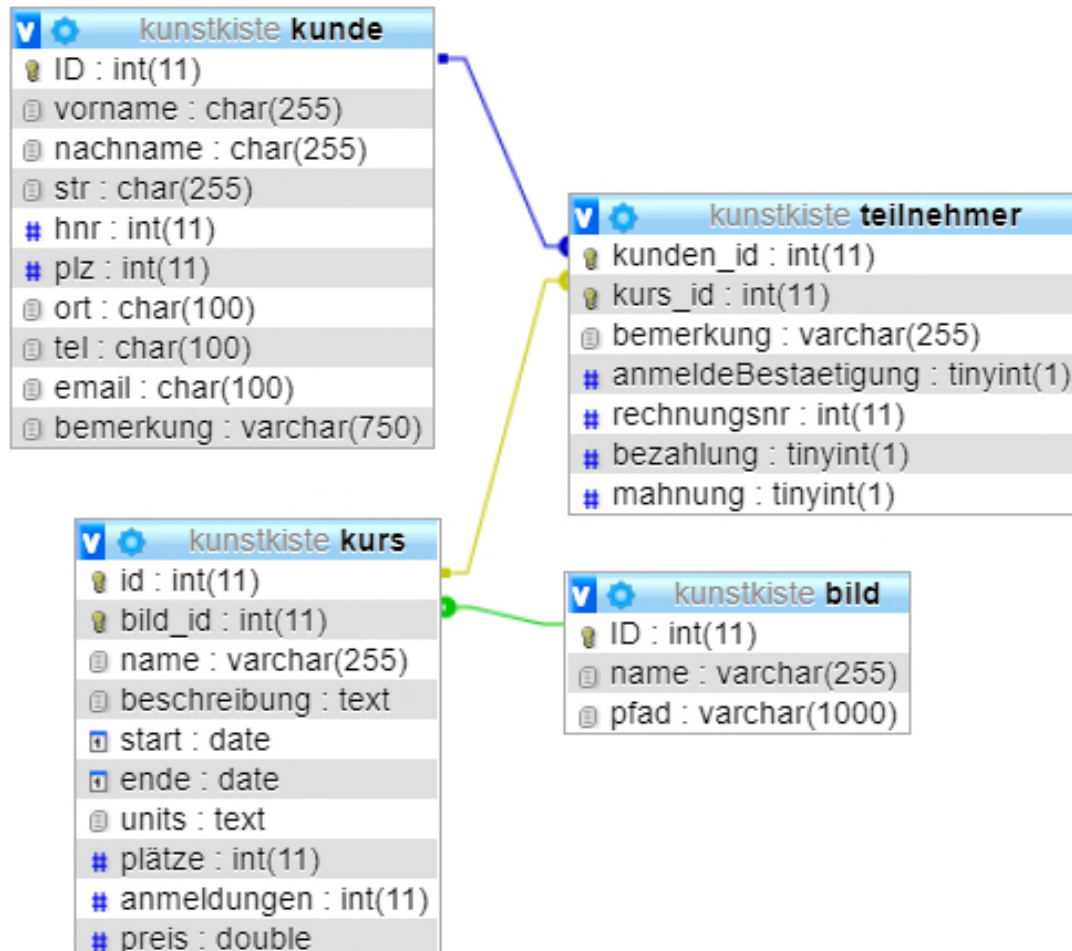 kunstkiste kunde
ID : int(11)
vorname : char(255)
nachname : char(255)
str : char(255)
hnr : int(11)
plz : int(11)
ort : char(100)
tel : char(100)
email : char(100)
bemerkung : varchar(750)
kunstkiste teilnehmer
kunden_id : int(11)
kurs_id : int(11)
bemerkung : varchar(255)
anmeldeBestaetigung : tinyint(1)
rechnungsnr : int(11)
bezahlung : tinyint(1)
mahnung : tinyint(1)
kunstkiste kurs
id : int(11)
bild_id : int(11)
name : varchar(255)
beschreibung : text
start : date
ende : date
units : text
plätze : int(11)
anmeldungen : int(11)
preis : double
kunstkiste bild
ID : int(11)
name : varchar(255)
pfad : varchar(1000)